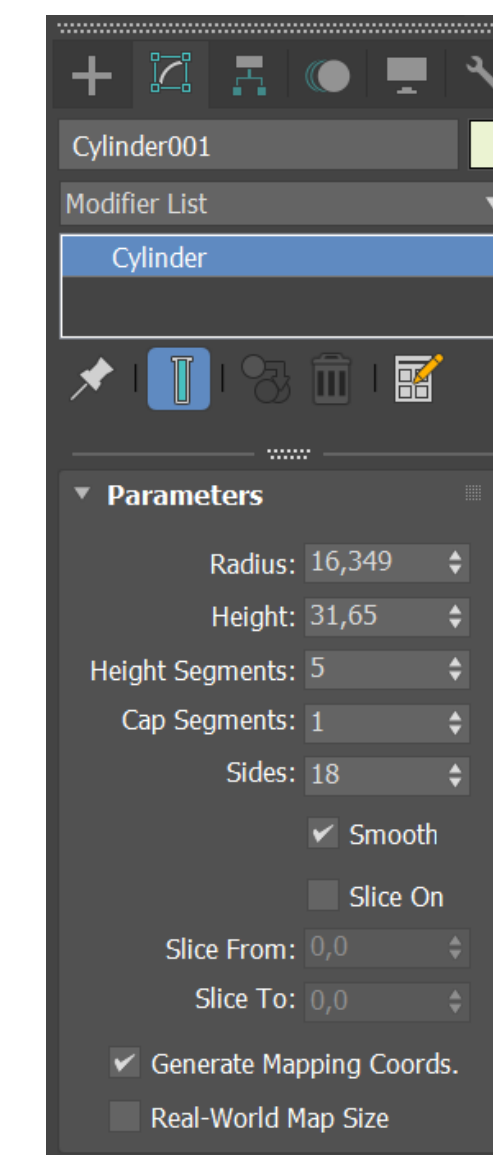 Cylinder001
Modifier List
Cylinder
Parameters
Radius: 16,349
Height: 31,65
Height Segments: 5
Cap Segments: 1
Sides: 18
Smooth
Slice On
Slice From: 0,0
Slice To: 0,0
Generate Mapping Coords.
Real-World Map Size